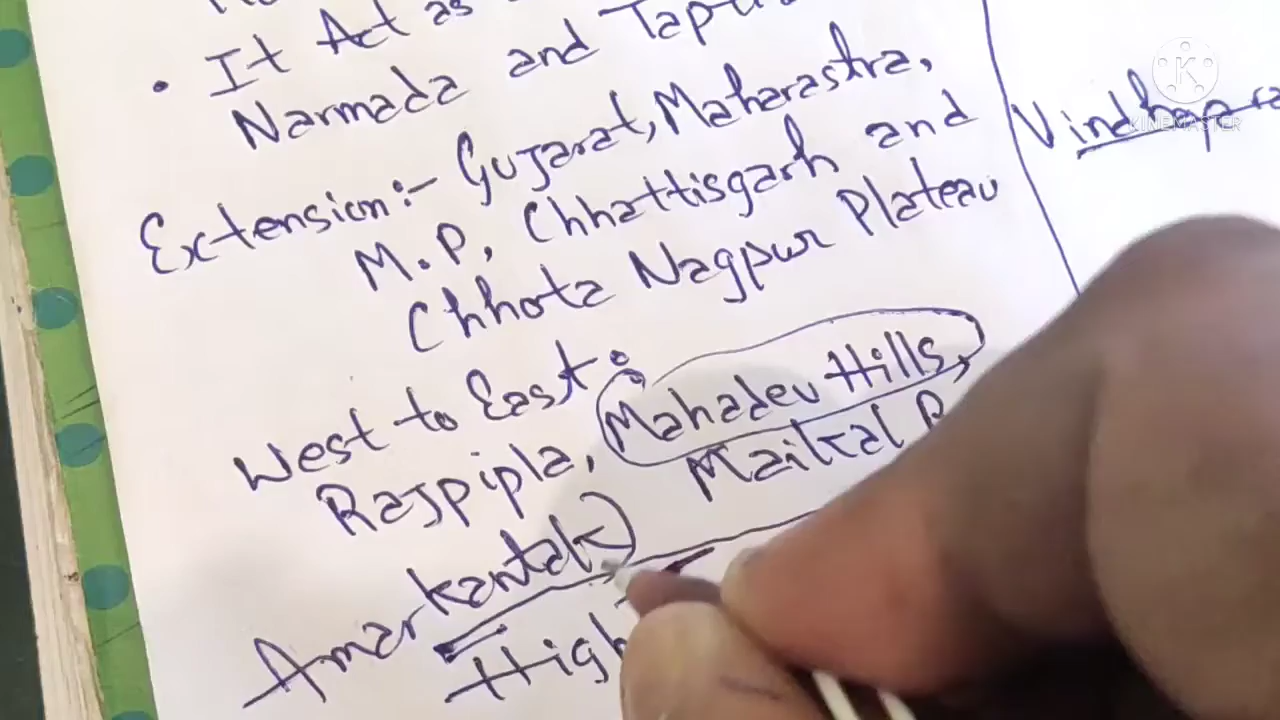 • It Act as
Narmada and Tapti
Extension:- Gujarat, Maharastra,
M.P, Chhattisgarh and
Chhota Nagpur Plateau
West to East:
Rajpipla, Mahadev Hills,
Maikal
Amarkantak)
High
Vindhya
KINEMASTER